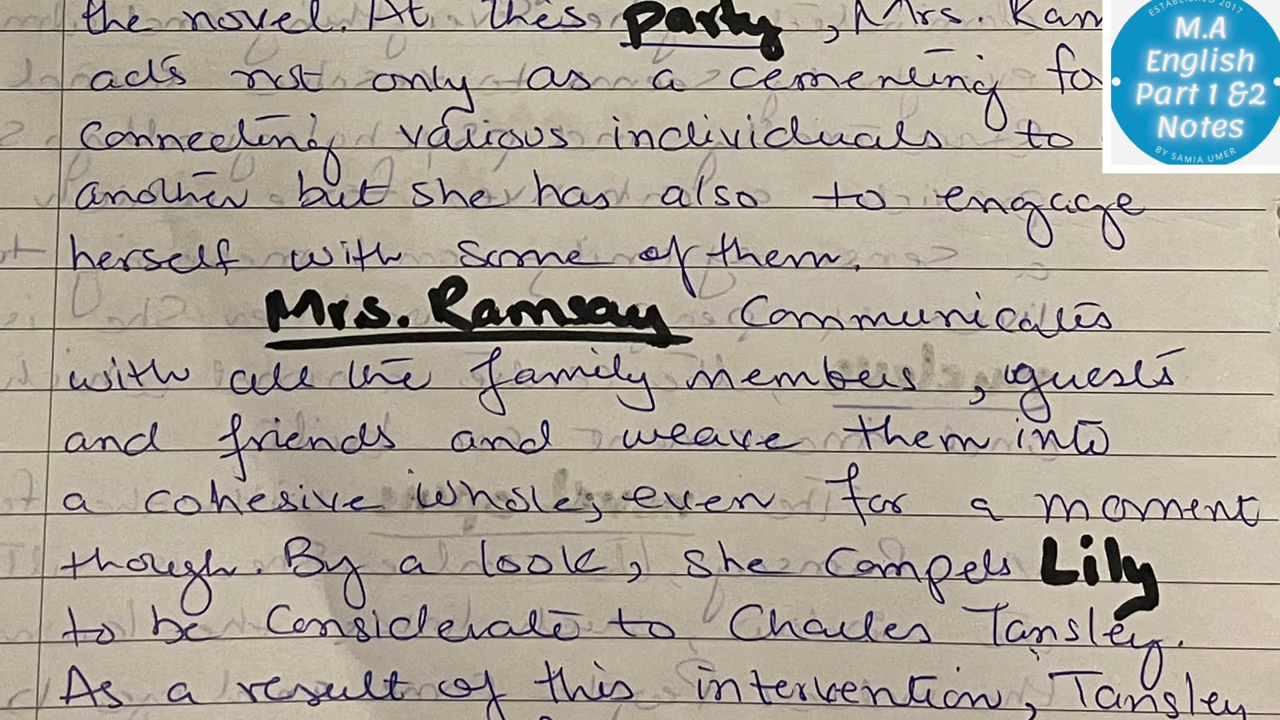 the novel. At this party, Mrs. Ram
acts not only as a cementing fo
connecting various individuals to
another but she has also to engage
herself with some of them.
Mrs. Ramsay Communicates
with all the family members, guests
and friends and weave them into
a cohesive whole, even for a moment
though. By a look, she compels Lily
to be considerate to Charles Tansley.
As a result of this intervention, Tansley
ESTABLISHED 2017
M.A
English
Part 1 & 2
Notes
BY SAMIA UMER